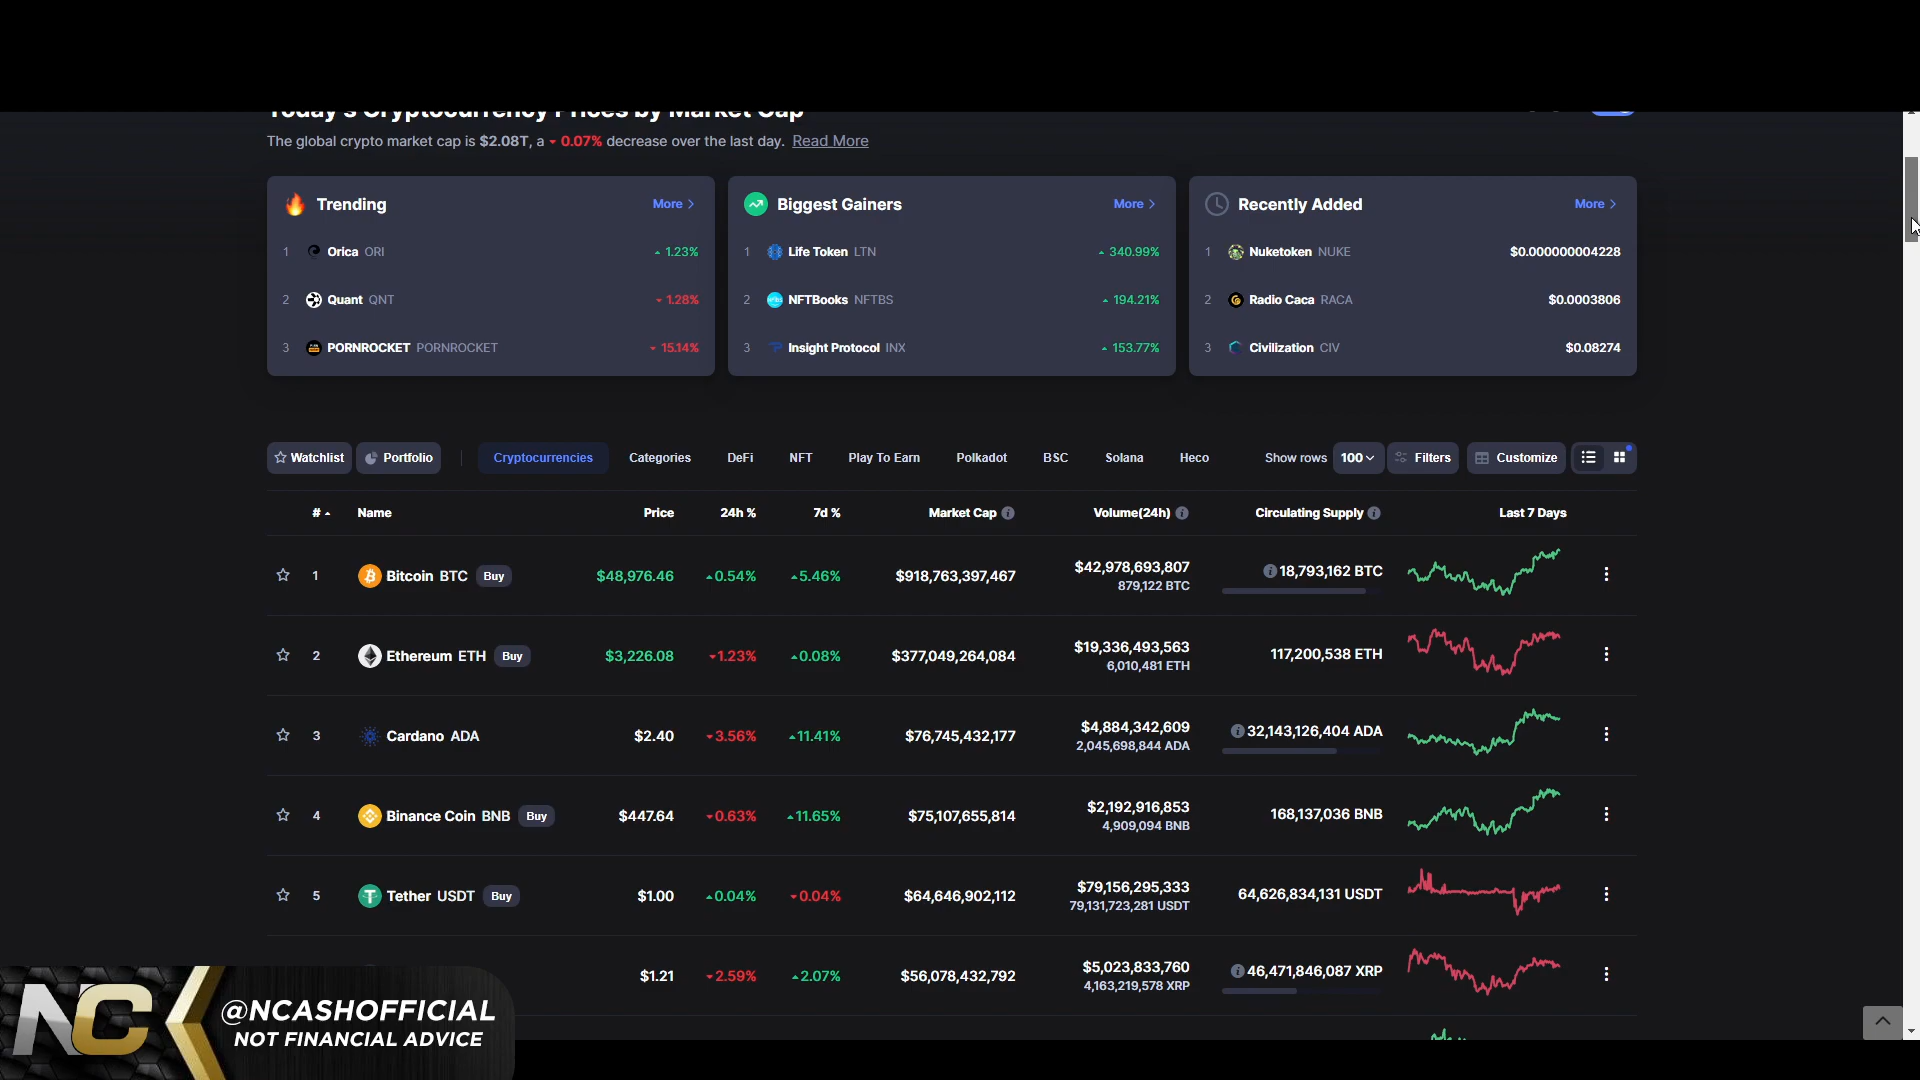 Today's Cryptocurrency Prices by Market Cap
The global crypto market cap is $2.08T, a 0.07% decrease over the last day. Read More
Trending More
1 Orica ORI 1.23%
2 Quant QNT 1.28%
3 PORNROCKET PORNROCKET 15.14%
Biggest Gainers More
1 Life Token LTN 340.99%
2 NFTBooks NFTBS 194.21%
3 Insight Protocol INX 153.77%
Recently Added More
1 Nuketoken NUKE $0.000000004228
2 Radio Caca RACA $0.0003806
3 Civilization CIV $0.08274
Watchlist Portfolio Cryptocurrencies Categories DeFi NFT Play To Earn Polkadot BSC Solana Heco Show rows 100 Filters Customize
# Name Price 24h % 7d % Market Cap Volume(24h) Circulating Supply Last 7 Days
1 Bitcoin BTC Buy $48,976.46 0.54% 5.46% $918,763,397,467 $42,978,693,807 18,793,162 BTC
879,122 BTC
2 Ethereum ETH Buy $3,226.08 1.23% 0.08% $377,049,264,084 $19,336,493,563 117,200,538 ETH
6,010,481 ETH
3 Cardano ADA $2.40 3.56% 11.41% $76,745,432,177 $4,884,342,609 32,143,126,404 ADA
2,045,698,844 ADA
4 Binance Coin BNB Buy $447.64 0.63% 11.65% $75,107,655,814 $2,192,916,853 168,137,036 BNB
4,909,094 BNB
5 Tether USDT Buy $1.00 0.04% 0.04% $64,646,902,112 $79,156,295,333 64,626,834,131 USDT
79,131,723,281 USDT
$1.21 2.59% 2.07% $56,078,432,792 $5,023,833,760 46,471,846,087 XRP
4,163,219,578 XRP
NC @NCASHOFFICIAL
NOT FINANCIAL ADVICE